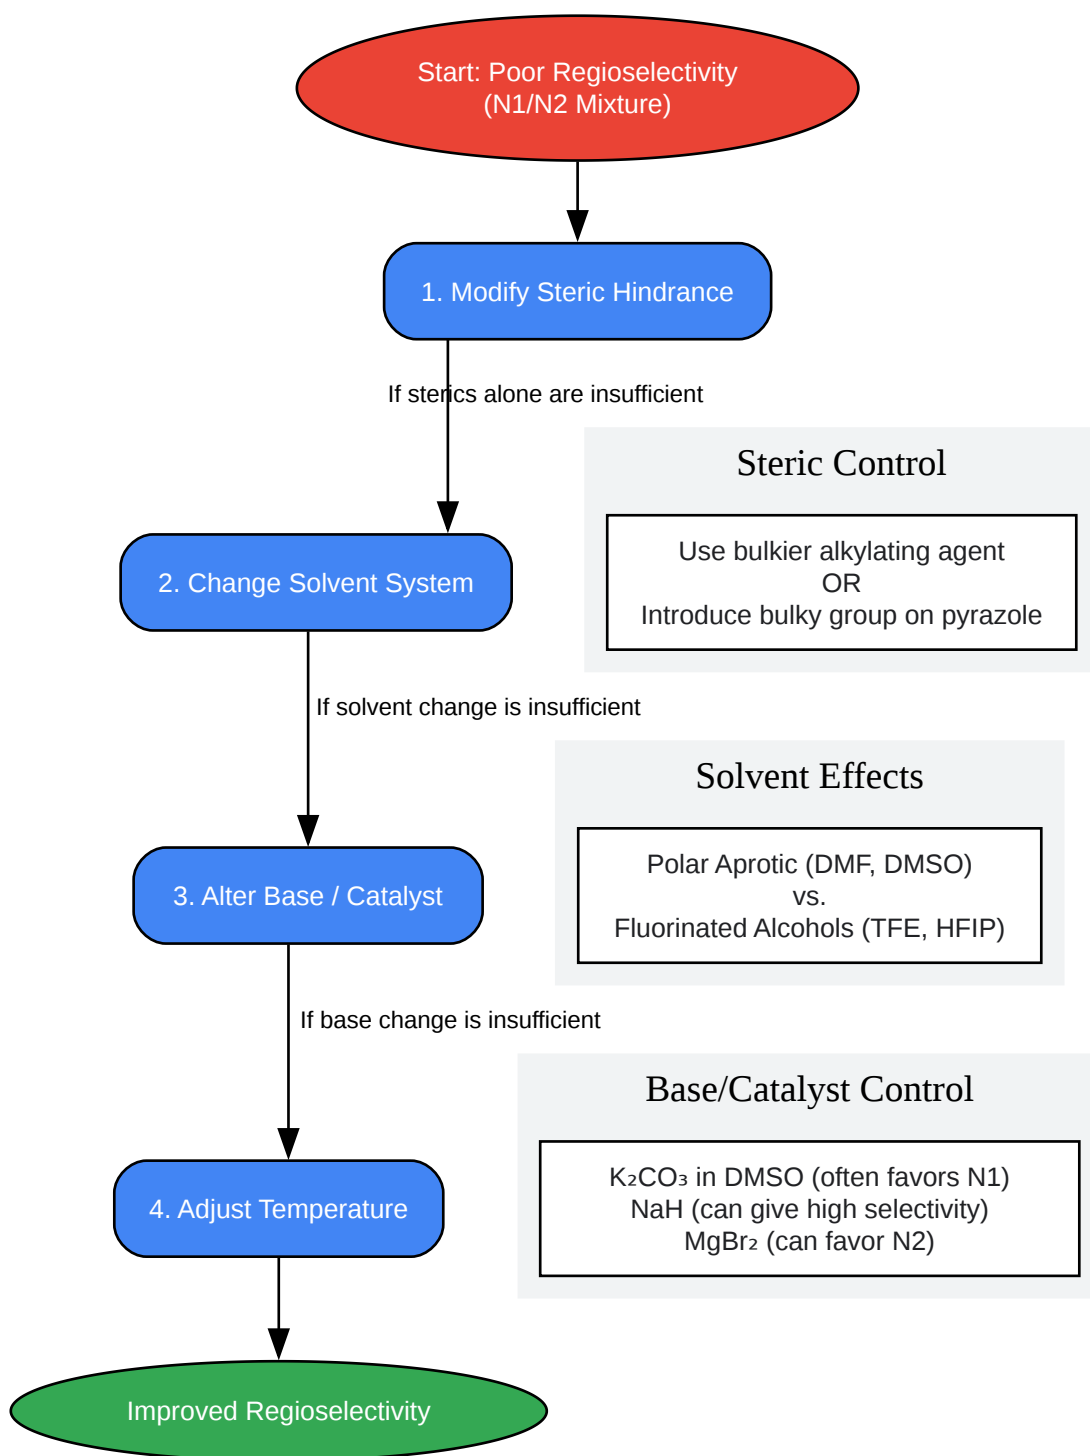 Start: Poor Regioselectivity
(N1/N2 Mixture)
1. Modify Steric Hindrance
If sterics alone are insufficient
Steric Control
Use bulkier alkylating agent
OR
Introduce bulky group on pyrazole
2. Change Solvent System
If solvent change is insufficient
Solvent Effects
Polar Aprotic (DMF, DMSO)
vs.
Fluorinated Alcohols (TFE, HFIP)
3. Alter Base / Catalyst
If base change is insufficient
Base/Catalyst Control
K₂CO₃ in DMSO (often favors N1)
NaH (can give high selectivity)
MgBr₂ (can favor N2)
4. Adjust Temperature
Improved Regioselectivity